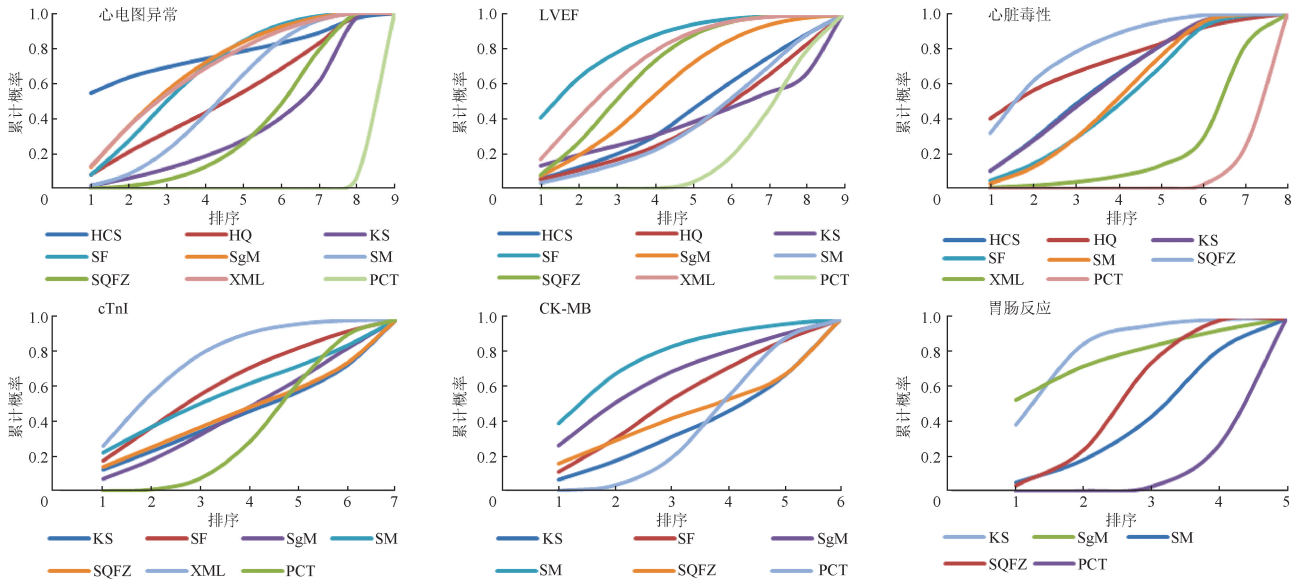 心电图异常
累计概率
1.0
0.8
0.6
0.4
0.2
0
1 2 3 4 5 6 7 8 9
排序
HCS HQ KS
SF SgM SM
SQFZ XML PCT
LVEF
累计概率
1.0
0.8
0.6
0.4
0.2
0
1 2 3 4 5 6 7 8 9
排序
HCS HQ KS
SF SgM SM
SQFZ XML PCT
心脏毒性
累计概率
1.0
0.8
0.6
0.4
0.2
0
1 2 3 4 5 6 7 8
排序
HCS HQ KS
SF SM SQFZ
XML PCT
cTnI
累计概率
1.0
0.8
0.6
0.4
0.2
0
1 2 3 4 5 6 7
排序
KS SF SgM SM
SQFZ XML PCT
CK-MB
累计概率
1.0
0.8
0.6
0.4
0.2
0
1 2 3 4 5 6
排序
KS SF SgM
SM SQFZ PCT
胃肠反应
累计概率
1.0
0.8
0.6
0.4
0.2
0
1 2 3 4 5
排序
KS SgM SM
SQFZ PCT